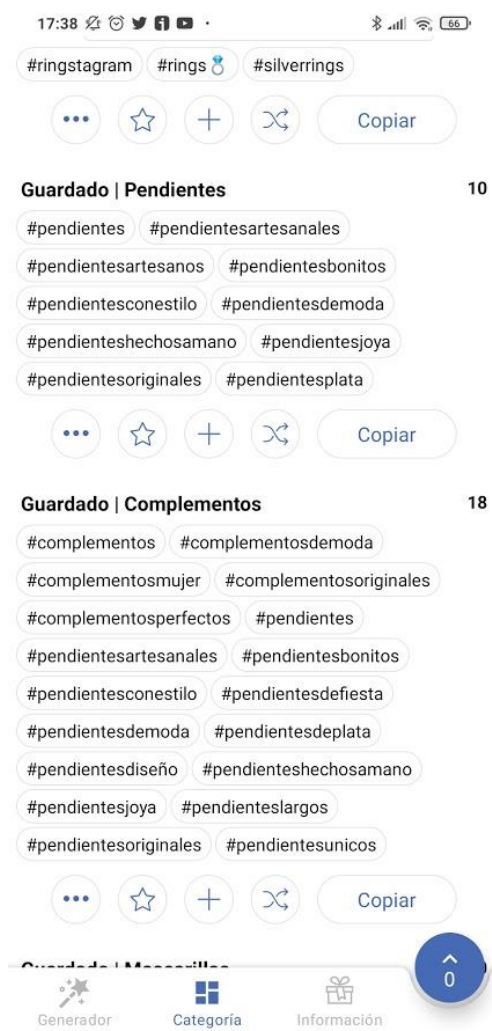 17:38
66
#ringstagram #rings💍 #silverrings
Copiar
Guardado | Pendientes 10
#pendientes #pendientesartesanales
#pendientesartesanos #pendientesbonitos
#pendientesconestilo #pendientesdemoda
#pendienteshechosamano #pendientesjoya
#pendientesoriginales #pendientesplata
Copiar
Guardado | Complementos 18
#complementos #complementosdemoda
#complementosmujer #complementosoriginales
#complementosperfectos #pendientes
#pendientesartesanales #pendientesbonitos
#pendientesconestilo #pendientesdefiesta
#pendientesdemoda #pendientesdeplata
#pendientesdiseño #pendienteshechosamano
#pendientesjoya #pendienteslargos
#pendientesoriginales #pendientesunicos
Copiar
Guardado | Mascarillas
0
Generador Categoría Información